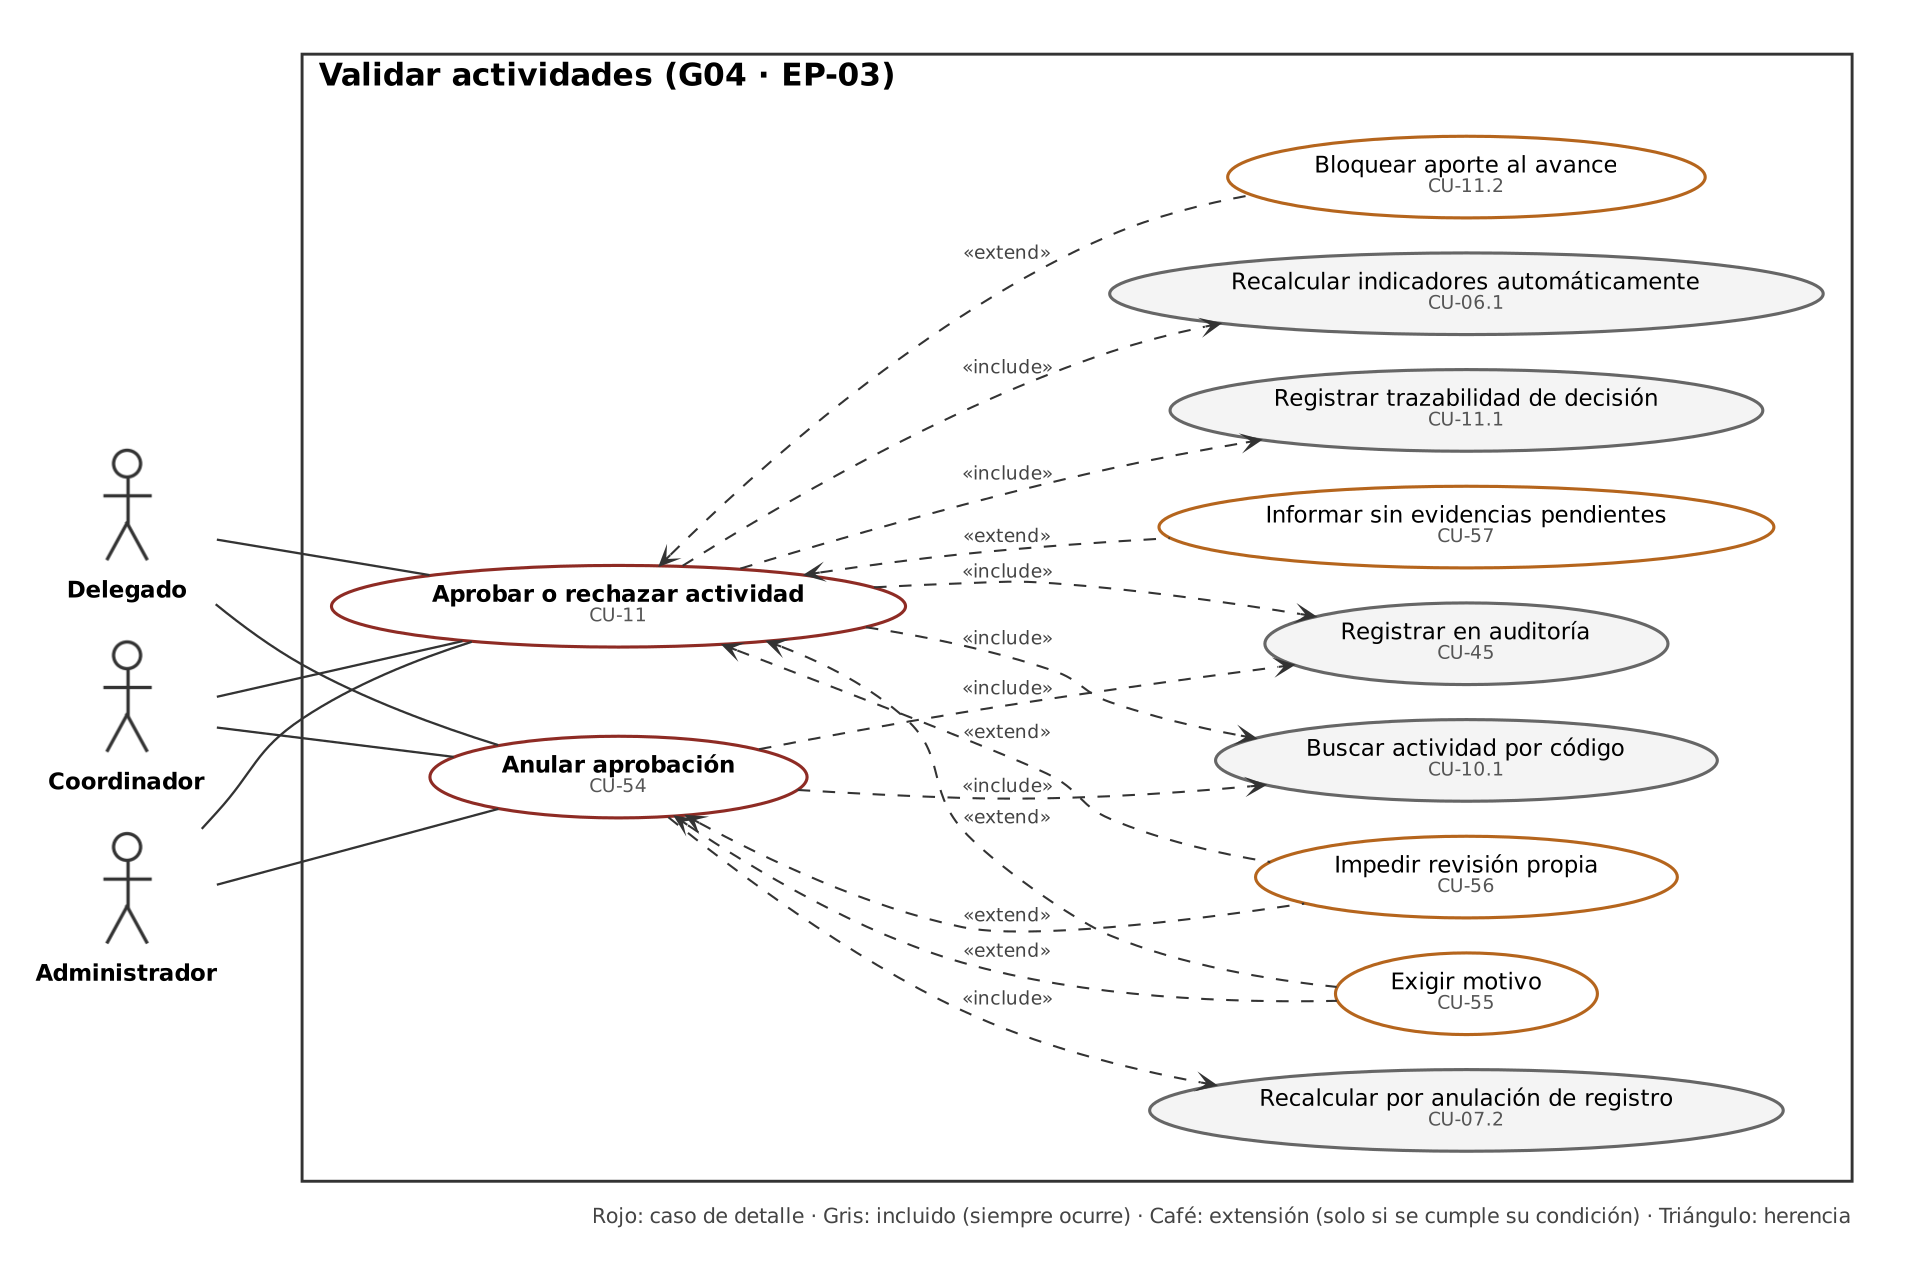 Validar actividades (G04 · EP-03)
Bloquear aporte al avance
CU-11.2
«extend»
Recalcular indicadores automáticamente
CU-06.1
«include»
Registrar trazabilidad de decisión
CU-11.1
«include»
Informar sin evidencias pendientes
CU-57
«extend»
«include»
Delegado
Aprobar o rechazar actividad
CU-11
Registrar en auditoría
CU-45
«include»
«include»
«extend»
Coordinador
Anular aprobación
CU-54
Buscar actividad por código
CU-10.1
«include»
«extend»
Impedir revisión propia
CU-56
«extend»
«extend»
Administrador
Exigir motivo
CU-55
«include»
Recalcular por anulación de registro
CU-07.2
Rojo: caso de detalle · Gris: incluido (siempre ocurre) · Café: extensión (solo si se cumple su condición) · Triángulo: herencia